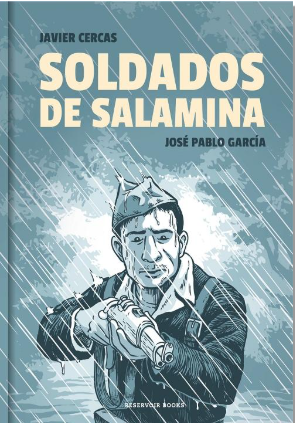 JAVIER CERCAS
SOLDADOS
DE SALAMINA
JOSÉ PABLO GARCÍA
RESERVOIR BOOKS